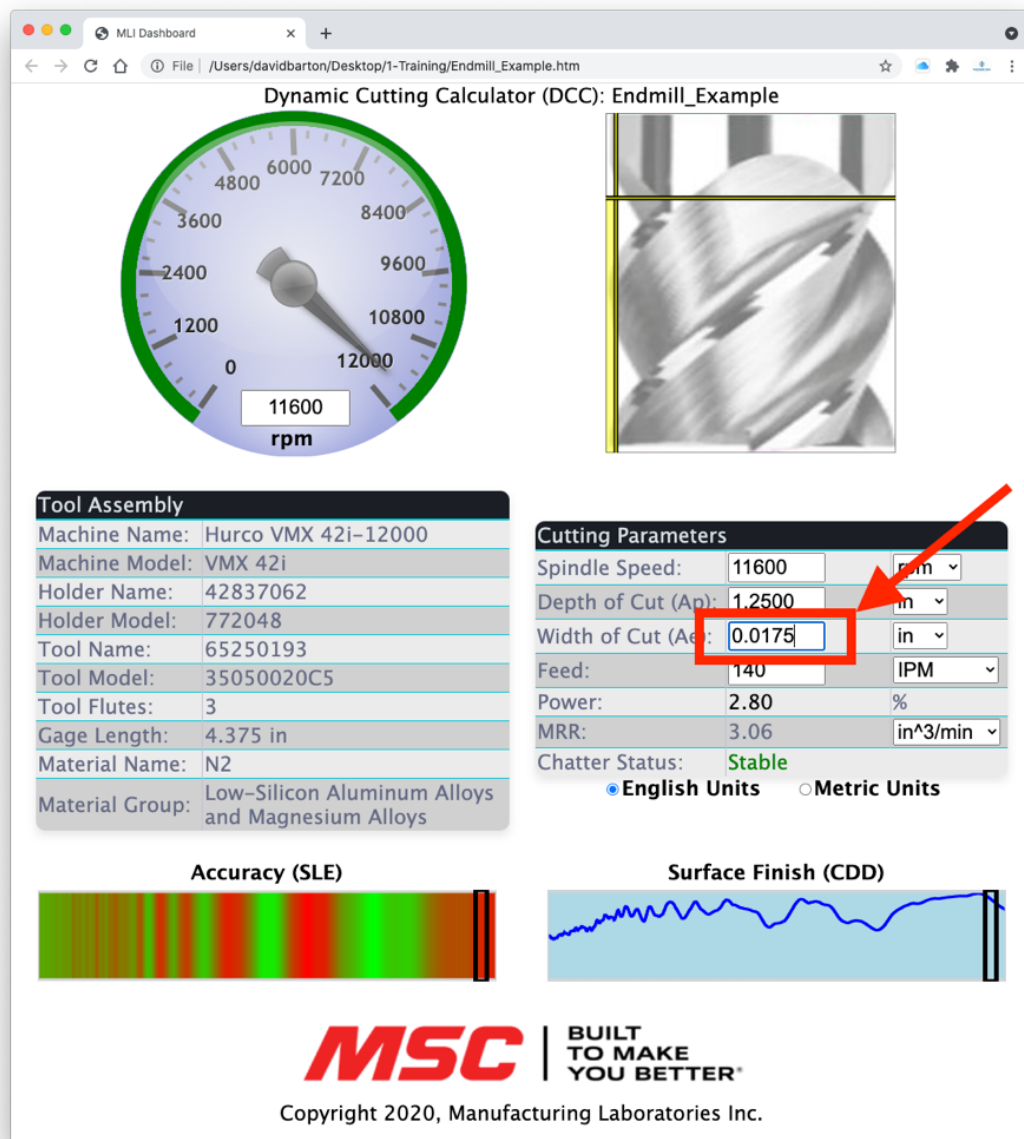 MLI Dashboard
File /Users/davidbarton/Desktop/1-Training/Endmill_Example.htm
Dynamic Cutting Calculator (DCC): Endmill_Example
0
1200
2400
3600
4800
6000
7200
8400
9600
10800
12000
11600
rpm
Tool Assembly
Machine Name: Hurco VMX 42i-12000
Machine Model: VMX 42i
Holder Name: 42837062
Holder Model: 772048
Tool Name: 65250193
Tool Model: 35050020C5
Tool Flutes: 3
Gage Length: 4.375 in
Material Name: N2
Material Group: Low-Silicon Aluminum Alloys
and Magnesium Alloys
Cutting Parameters
Spindle Speed: 11600 rpm
Depth of Cut (Ap): 1.2500 in
Width of Cut (Ae): 0.0175 in
Feed: 140 IPM
Power: 2.80 %
MRR: 3.06 in^3/min
Chatter Status: Stable
English Units Metric Units
Accuracy (SLE)
Surface Finish (CDD)
MSC
BUILT
TO MAKE
YOU BETTER
Copyright 2020, Manufacturing Laboratories Inc.